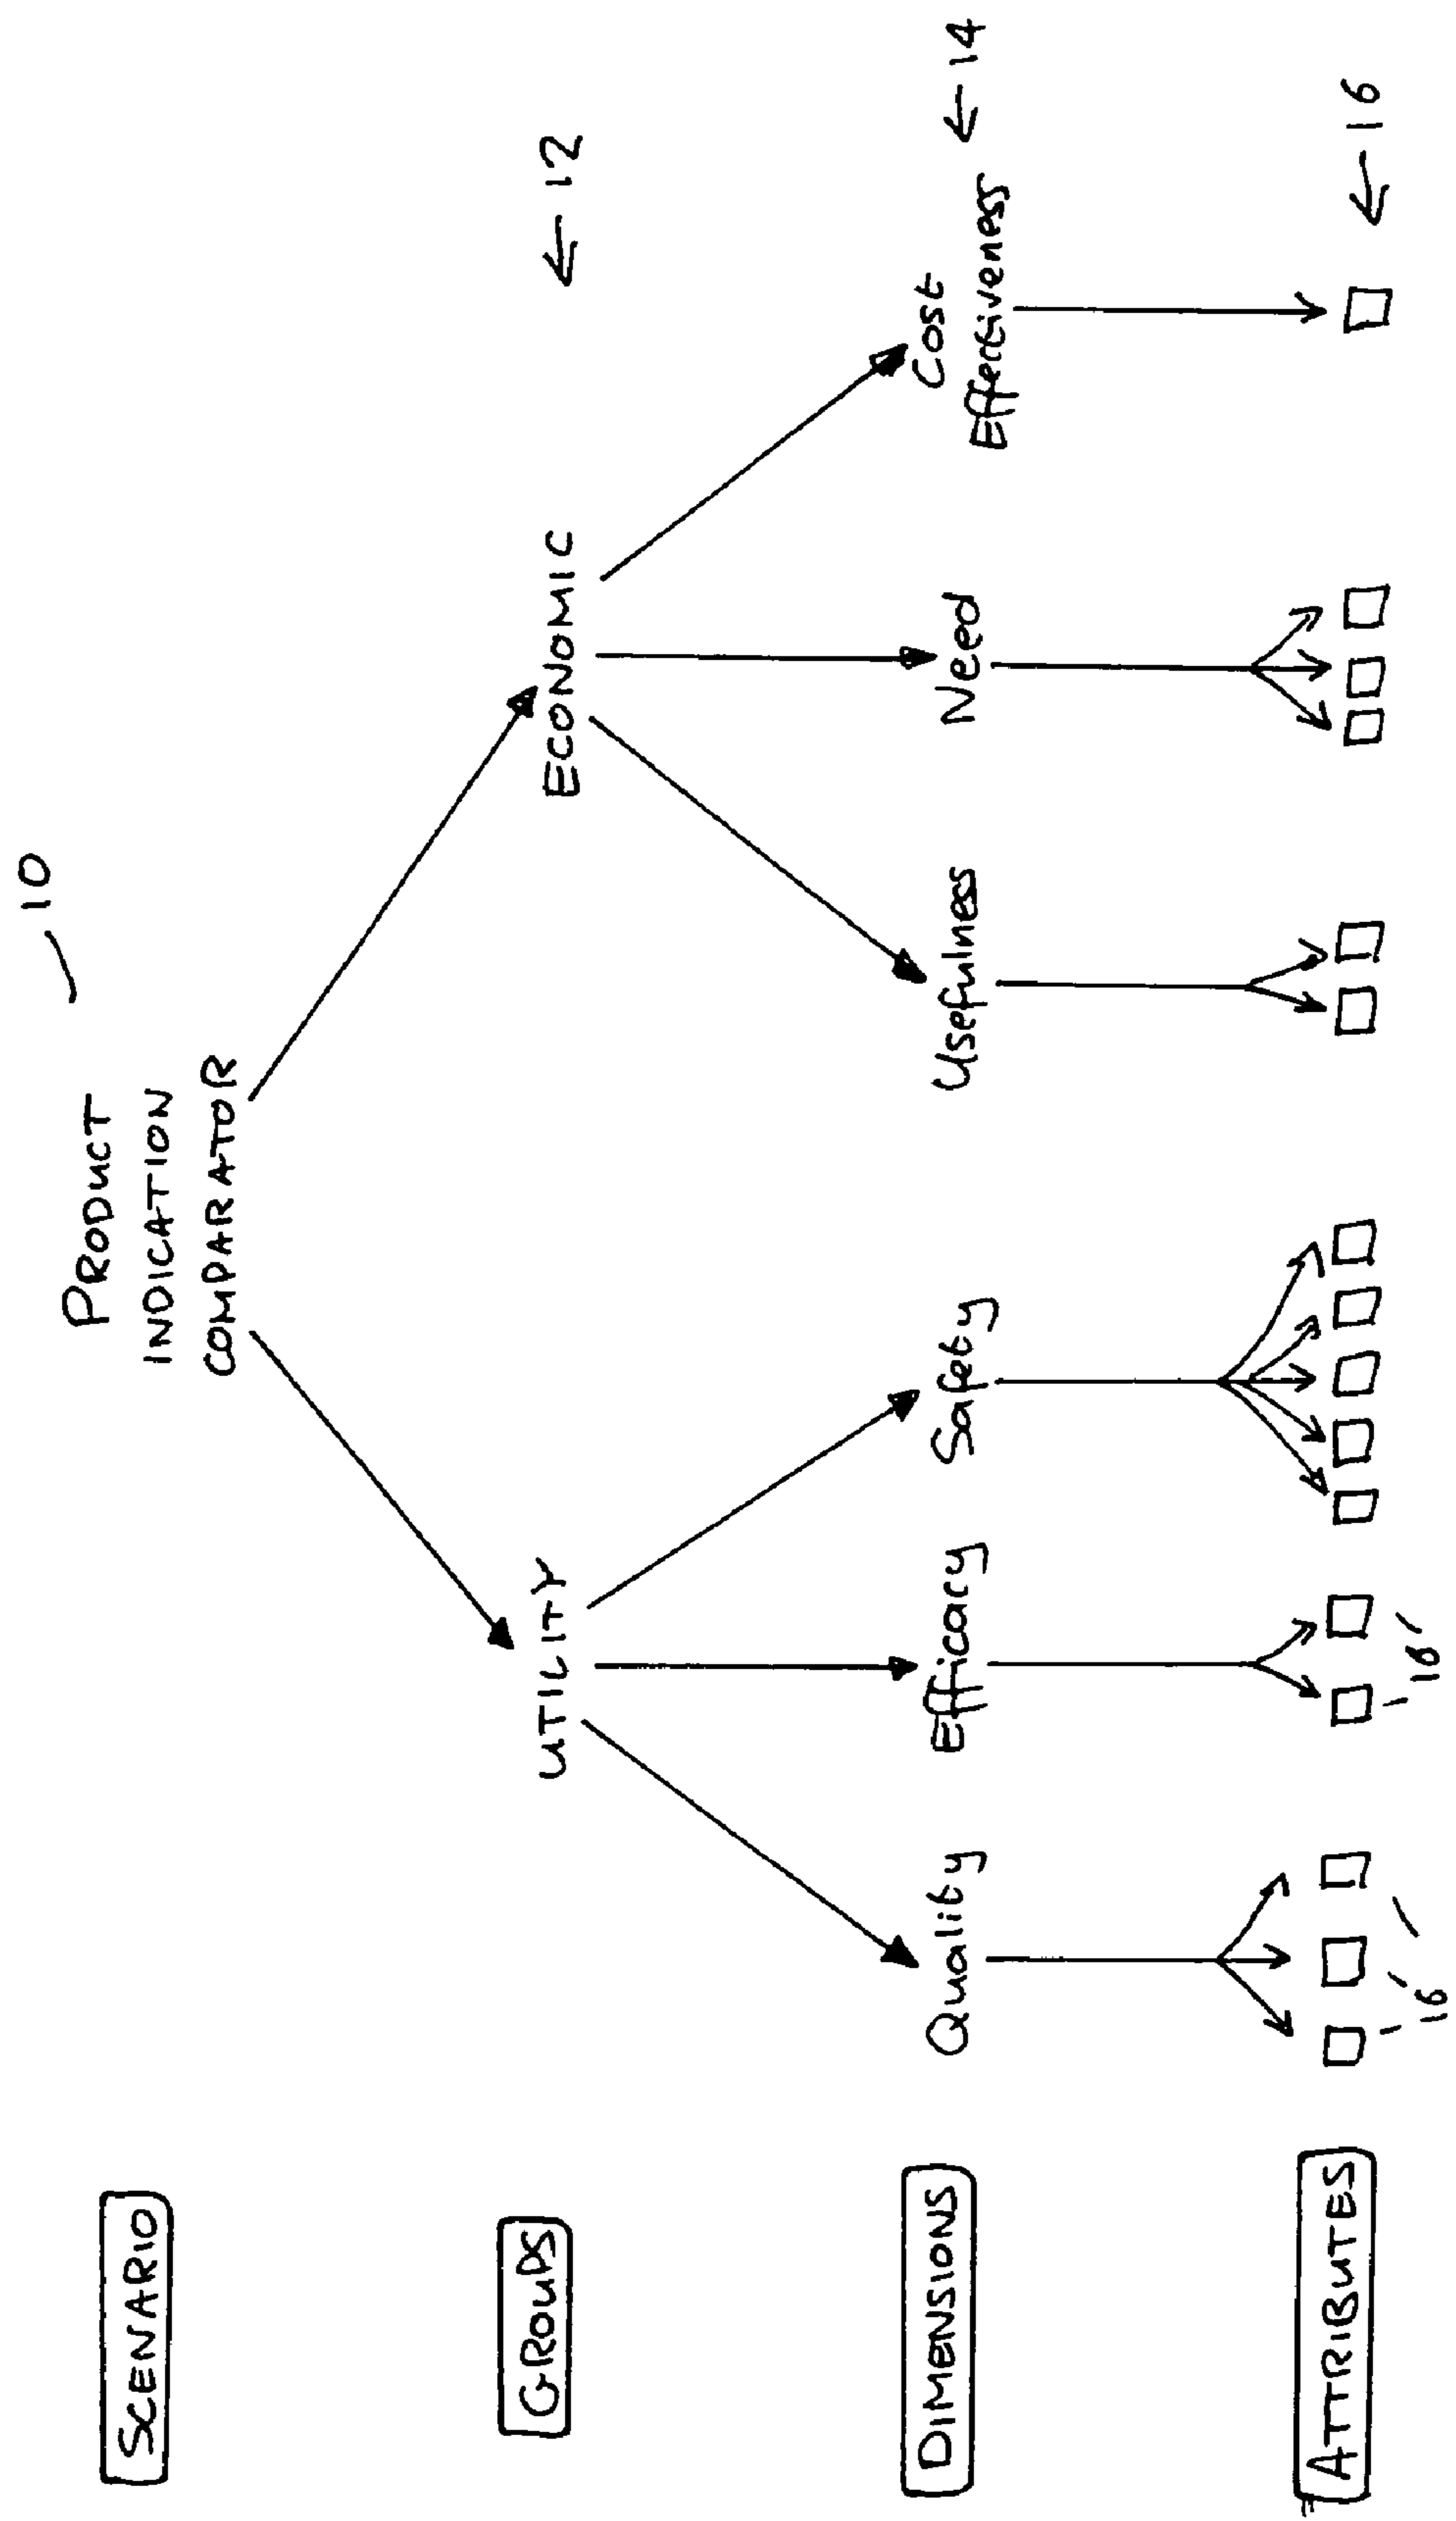 10
SCENARIO
PRODUCT
INDICATION
COMPARATOR
GROUPS
UTILITY
ECONOMIC
← 12
DIMENSIONS
Quality
Efficacy
Safety
Usefulness
Need
Cost
Effectiveness
← 14
ATTRIBUTES
← 16
16'
16'